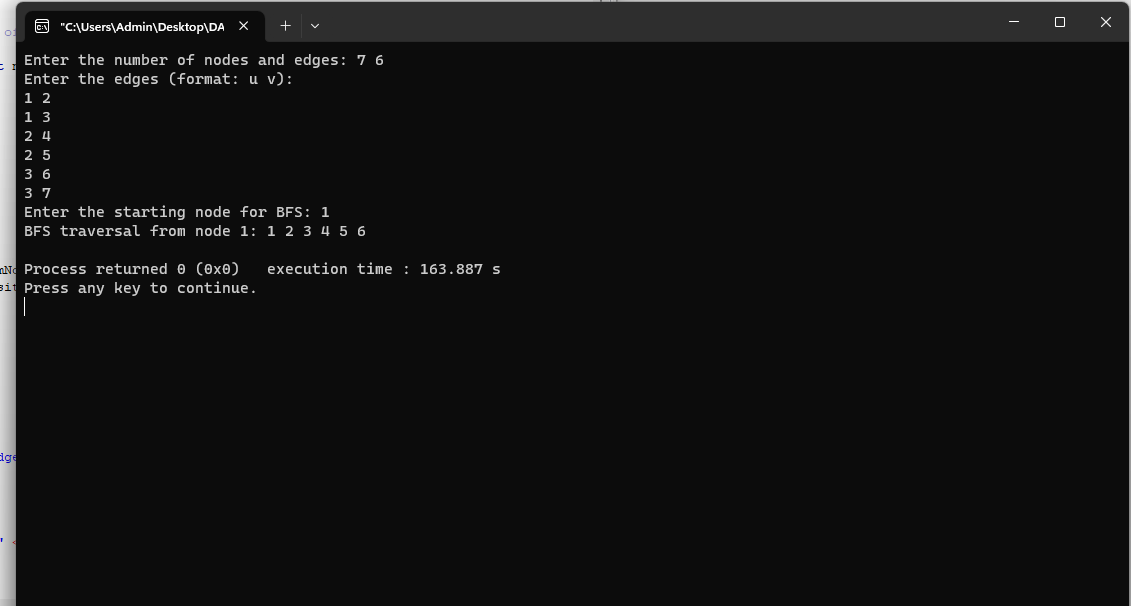 "C:\Users\Admin\Desktop\DA
Enter the number of nodes and edges: 7 6
Enter the edges (format: u v):
1 2
1 3
2 4
2 5
3 6
3 7
Enter the starting node for BFS: 1
BFS traversal from node 1: 1 2 3 4 5 6
Process returned 0 (0x0)   execution time : 163.887 s
Press any key to continue.